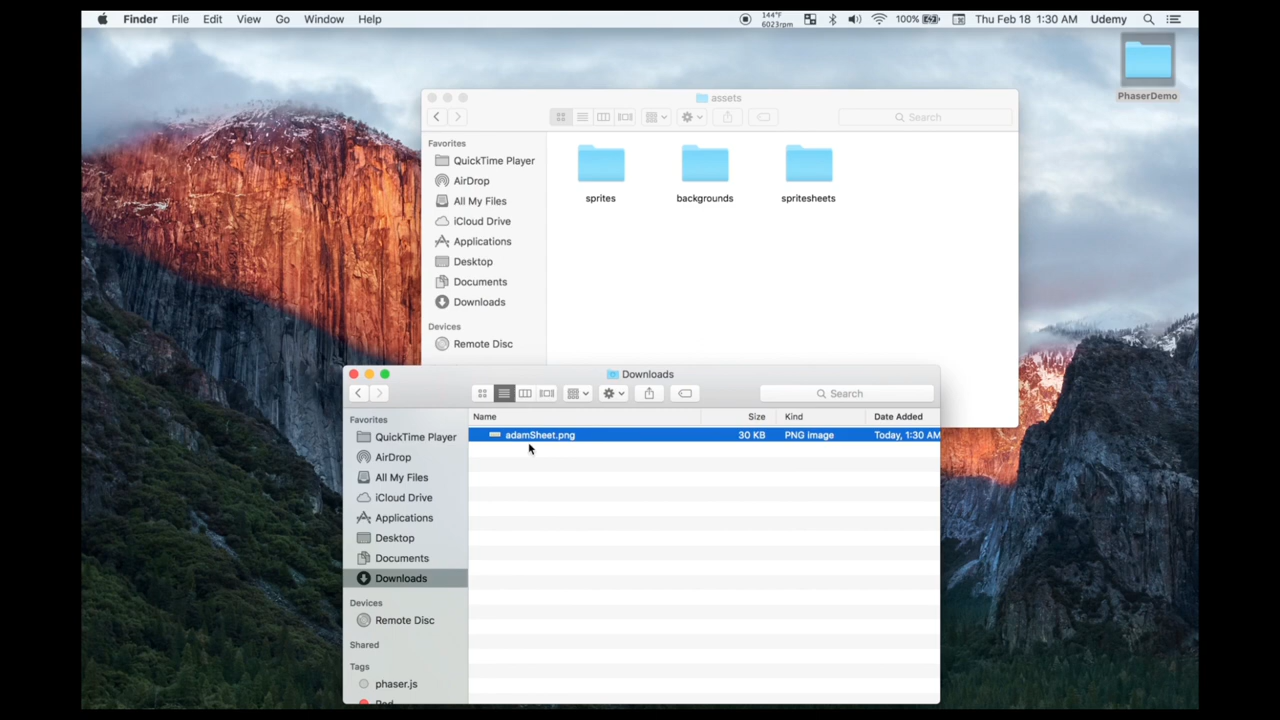 Finder File Edit View Go Window Help 144°F 6023rpm 100% Thu Feb 18 1:30 AM Udemy
PhaserDemo
assets
Search
Favorites
QuickTime Player
AirDrop
All My Files
iCloud Drive
Applications
Desktop
Documents
Downloads
Devices
Remote Disc
sprites backgrounds spritesheets
Downloads
Search
Favorites
QuickTime Player
AirDrop
All My Files
iCloud Drive
Applications
Desktop
Documents
Downloads
Devices
Remote Disc
Shared
Tags
phaser.js
Red
Name Size Kind Date Added
adamSheet.png 30 KB PNG image Today, 1:30 AM